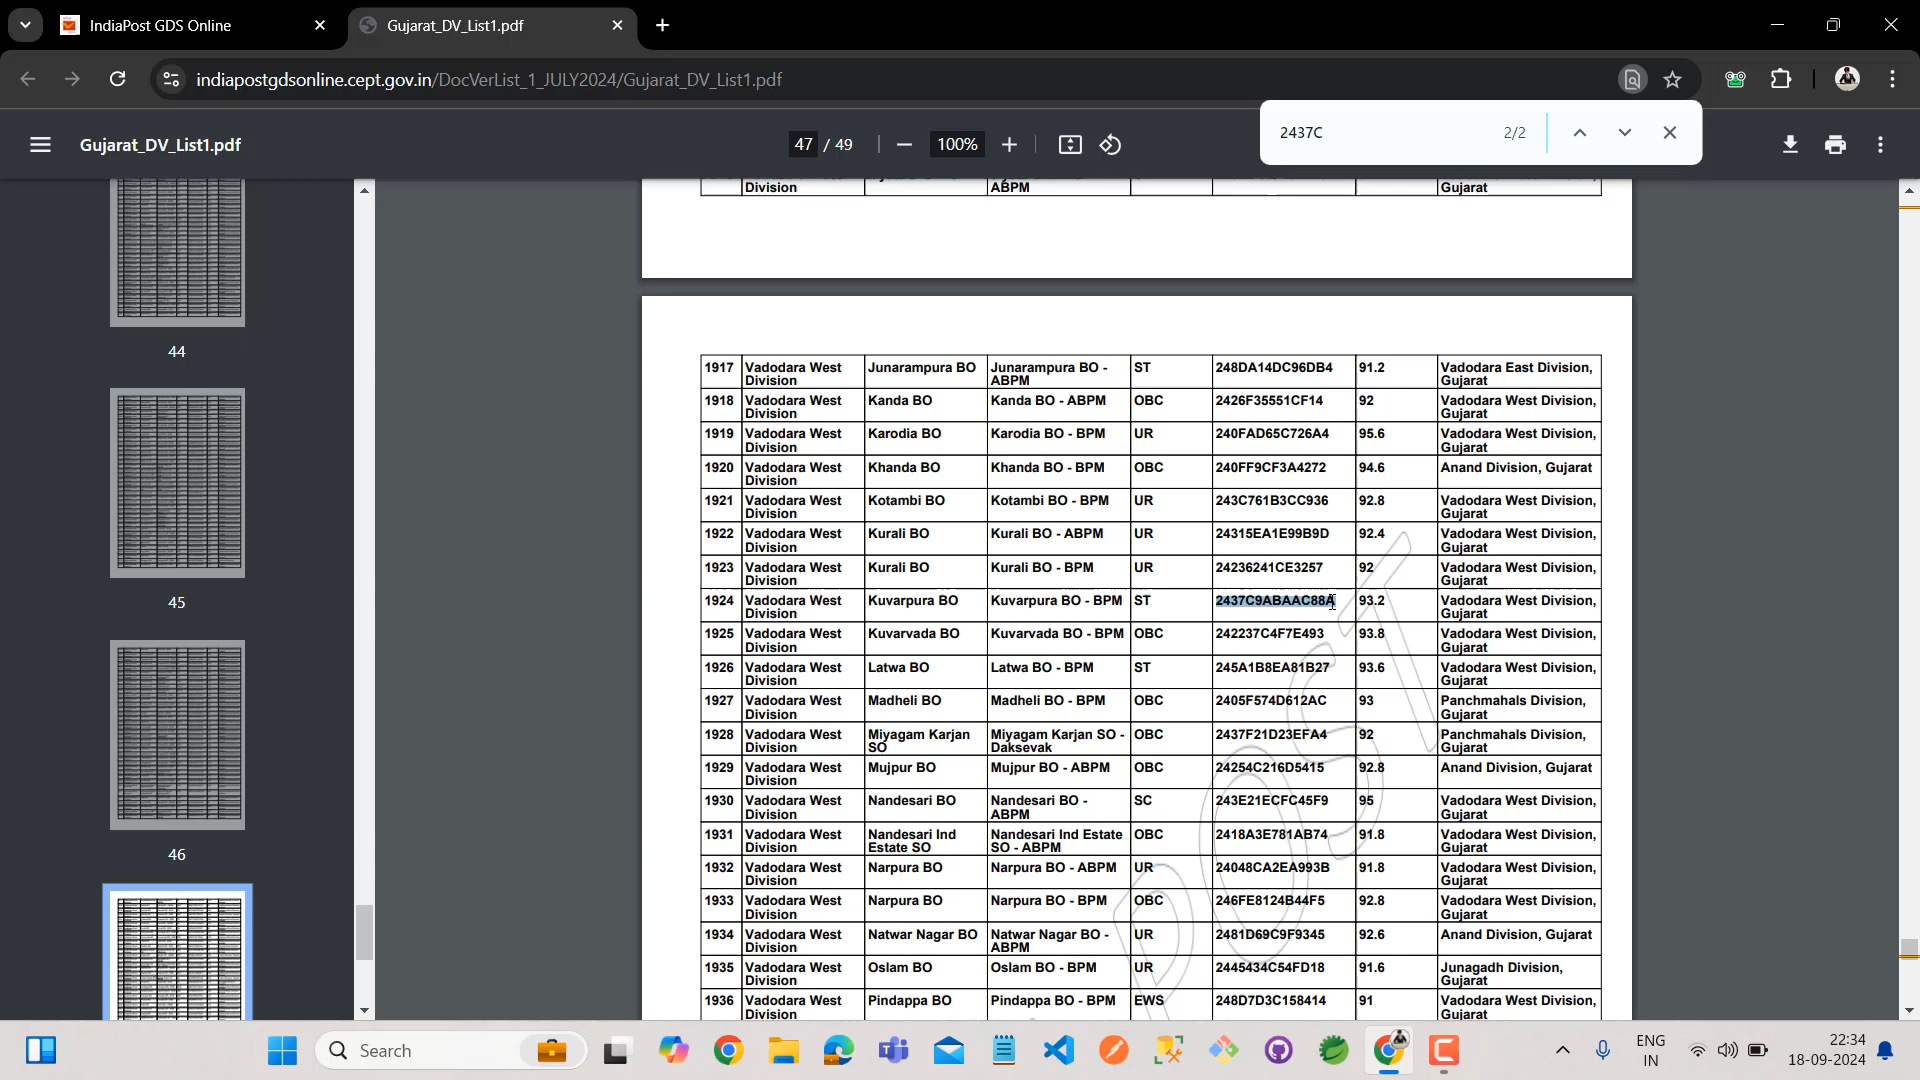 IndiaPost GDS Online
Gujarat_DV_List1.pdf
indiapostgdsonline.cept.gov.in/DocVerList_1_JULY2024/Gujarat_DV_List1.pdf
2437C 2/2
Gujarat_DV_List1.pdf
47 / 49
100%
44
45
46
Division ABPM Gujarat
1917 Vadodara West Junarampura BO Junarampura BO - ST 248DA14DC96DB4 91.2 Vadodara East Division,
Division ABPM Gujarat
1918 Vadodara West Kanda BO Kanda BO - ABPM OBC 2426F35551CF14 92 Vadodara West Division,
Division Gujarat
1919 Vadodara West Karodia BO Karodia BO - BPM UR 240FAD65C726A4 95.6 Vadodara West Division,
Division Gujarat
1920 Vadodara West Khanda BO Khanda BO - BPM OBC 240FF9CF3A4272 94.6 Anand Division, Gujarat
Division
1921 Vadodara West Kotambi BO Kotambi BO - BPM UR 243C761B3CC936 92.8 Vadodara West Division,
Division Gujarat
1922 Vadodara West Kurali BO Kurali BO - ABPM UR 24315EA1E99B9D 92.4 Vadodara West Division,
Division Gujarat
1923 Vadodara West Kurali BO Kurali BO - BPM UR 24236241CE3257 92 Vadodara West Division,
Division Gujarat
1924 Vadodara West Kuvarpura BO Kuvarpura BO - BPM ST 2437C9ABAAC88A 93.2 Vadodara West Division,
Division Gujarat
1925 Vadodara West Kuvarvada BO Kuvarvada BO - BPM OBC 242237C4F7E493 93.8 Vadodara West Division,
Division Gujarat
1926 Vadodara West Latwa BO Latwa BO - BPM ST 245A1B8EA81B27 93.6 Vadodara West Division,
Division Gujarat
1927 Vadodara West Madheli BO Madheli BO - BPM OBC 2405F574D612AC 93 Panchmahals Division,
Division Gujarat
1928 Vadodara West Miyagam Karjan Miyagam Karjan SO - OBC 2437F21D23EFA4 92 Panchmahals Division,
Division SO Daksevak Gujarat
1929 Vadodara West Mujpur BO Mujpur BO - ABPM OBC 24254C216D5415 92.8 Anand Division, Gujarat
Division
1930 Vadodara West Nandesari BO Nandesari BO - SC 243E21ECFC45F9 95 Vadodara West Division,
Division ABPM Gujarat
1931 Vadodara West Nandesari Ind Nandesari Ind Estate OBC 2418A3E781AB74 91.8 Vadodara West Division,
Division Estate SO SO - ABPM Gujarat
1932 Vadodara West Narpura BO Narpura BO - ABPM UR 24048CA2EA993B 91.8 Vadodara West Division,
Division Gujarat
1933 Vadodara West Narpura BO Narpura BO - BPM OBC 246FE8124B44F5 92.8 Vadodara West Division,
Division Gujarat
1934 Vadodara West Natwar Nagar BO Natwar Nagar BO - UR 2481D69C9F9345 92.6 Anand Division, Gujarat
Division ABPM
1935 Vadodara West Oslam BO Oslam BO - BPM UR 2445434C54FD18 91.6 Junagadh Division,
Division Gujarat
1936 Vadodara West Pindappa BO Pindappa BO - BPM EWS 248D7D3C158414 91 Vadodara West Division,
Division Gujarat
POST
Search
ENG
IN
22:34
18-09-2024